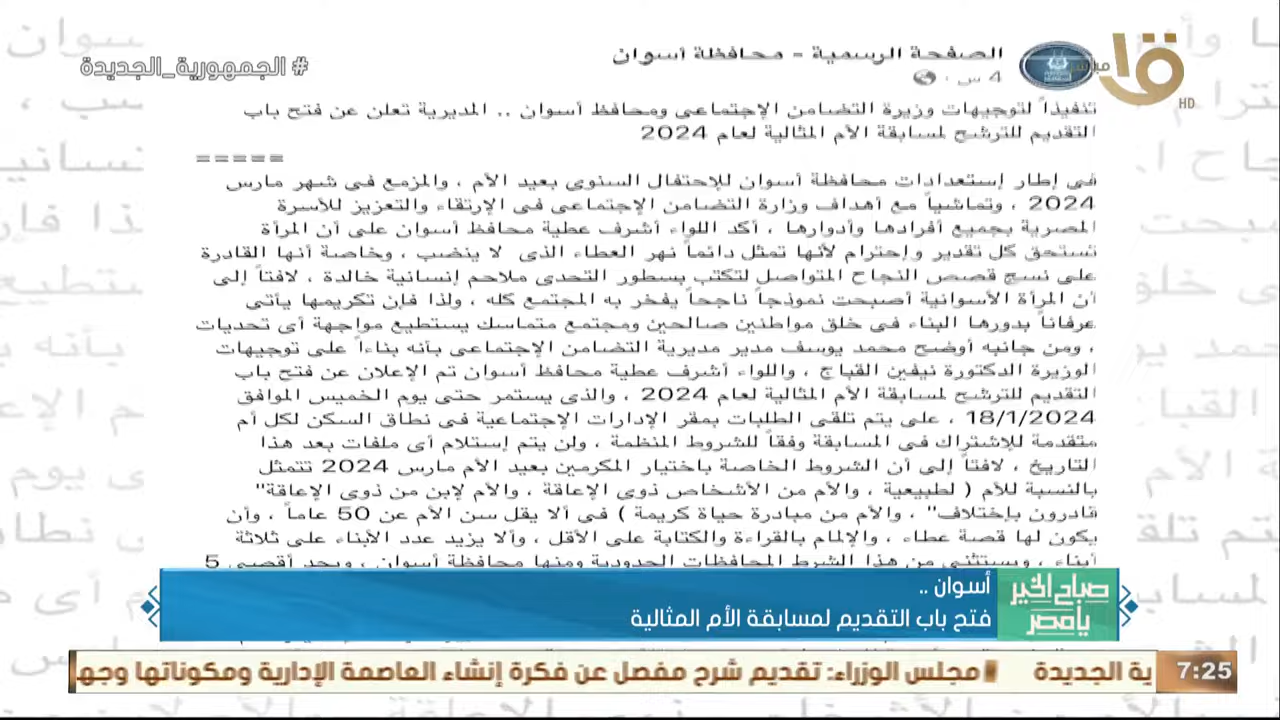 #الجمهورية_الجديدة
HD
الصفحة الرسمية - محافظة أسوان
4 س
تنفيذاً لتوجيهات وزيرة التضامن الإجتماعى ومحافظ أسوان .. المديرية تعلن عن فتح باب
التقديم للترشح لمسابقة الأم المثالية لعام 2024
=====
فى إطار إستعدادات محافظة أسوان للإحتفال السنوى بعيد الأم ، والمزمع فى شهر مارس
2024 ، وتماشياً مع أهداف وزارة التضامن الإجتماعى فى الإرتقاء والتعزيز للأسرة
المصرية بجميع أفرادها وأدوارها ، أكد اللواء أشرف عطية محافظ أسوان على أن المرأة
تستحق كل تقدير وإحترام لأنها تمثل دائماً نهر العطاء الذى لا ينضب ، وخاصة أنها القادرة
على نسج قصص النجاح المتواصل لتكتب بسطور التحدى ملاحم إنسانية خالدة ، لافتاً إلى
أن المرأة الأسوانية أصبحت نموذجاً ناجحاً يفخر به المجتمع كله ، ولذا فإن تكريمها يأتى
عرفاناً بدورها البناء فى خلق مواطنين صالحين ومجتمع متماسك يستطيع مواجهة أى تحديات
، ومن جانبه أوضح محمد يوسف مدير مديرية التضامن الإجتماعى بأنه بناءاً على توجيهات
الوزيرة الدكتورة نيفين القباج ، واللواء أشرف عطية محافظ أسوان تم الإعلان عن فتح باب
التقديم للترشح لمسابقة الأم المثالية لعام 2024 ، والذى يستمر حتى يوم الخميس الموافق
18/1/2024 ، على يتم تلقى الطلبات بمقر الإدارات الإجتماعية فى نطاق السكن لكل أم
متقدمة للإشتراك فى المسابقة وفقاً للشروط المنظمة ، ولن يتم إستلام أى ملفات بعد هذا
التاريخ ، لافتاً إلى أن الشروط الخاصة باختيار المكرمين بعيد الأم مارس 2024 تتمثل
بالنسبة للأم ( لطبيعية ، والأم من الأشخاص ذوى الإعاقة ، والأم لإبن من ذوى الإعاقة"
قادرون بإختلاف" ، والأم من مبادرة حياة كريمة ) فى ألا يقل سن الأم عن 50 عاماً ، وأن
يكون لها قصة عطاء ، والإلمام بالقراءة والكتابة على الأقل ، وألا يزيد عدد الأبناء على ثلاثة
أبناء ، ويستثنى من هذا الشرط المحافظات الحدودية ومنها محافظة أسوان ، وبحد أقصى 5
صباح الخير
يا مصر
أسوان ..
فتح باب التقديم لمسابقة الأم المثالية
7:25
ية الجديدة
مجلس الوزراء: تقديم شرح مفصل عن فكرة إنشاء العاصمة الإدارية ومكوناتها وجه